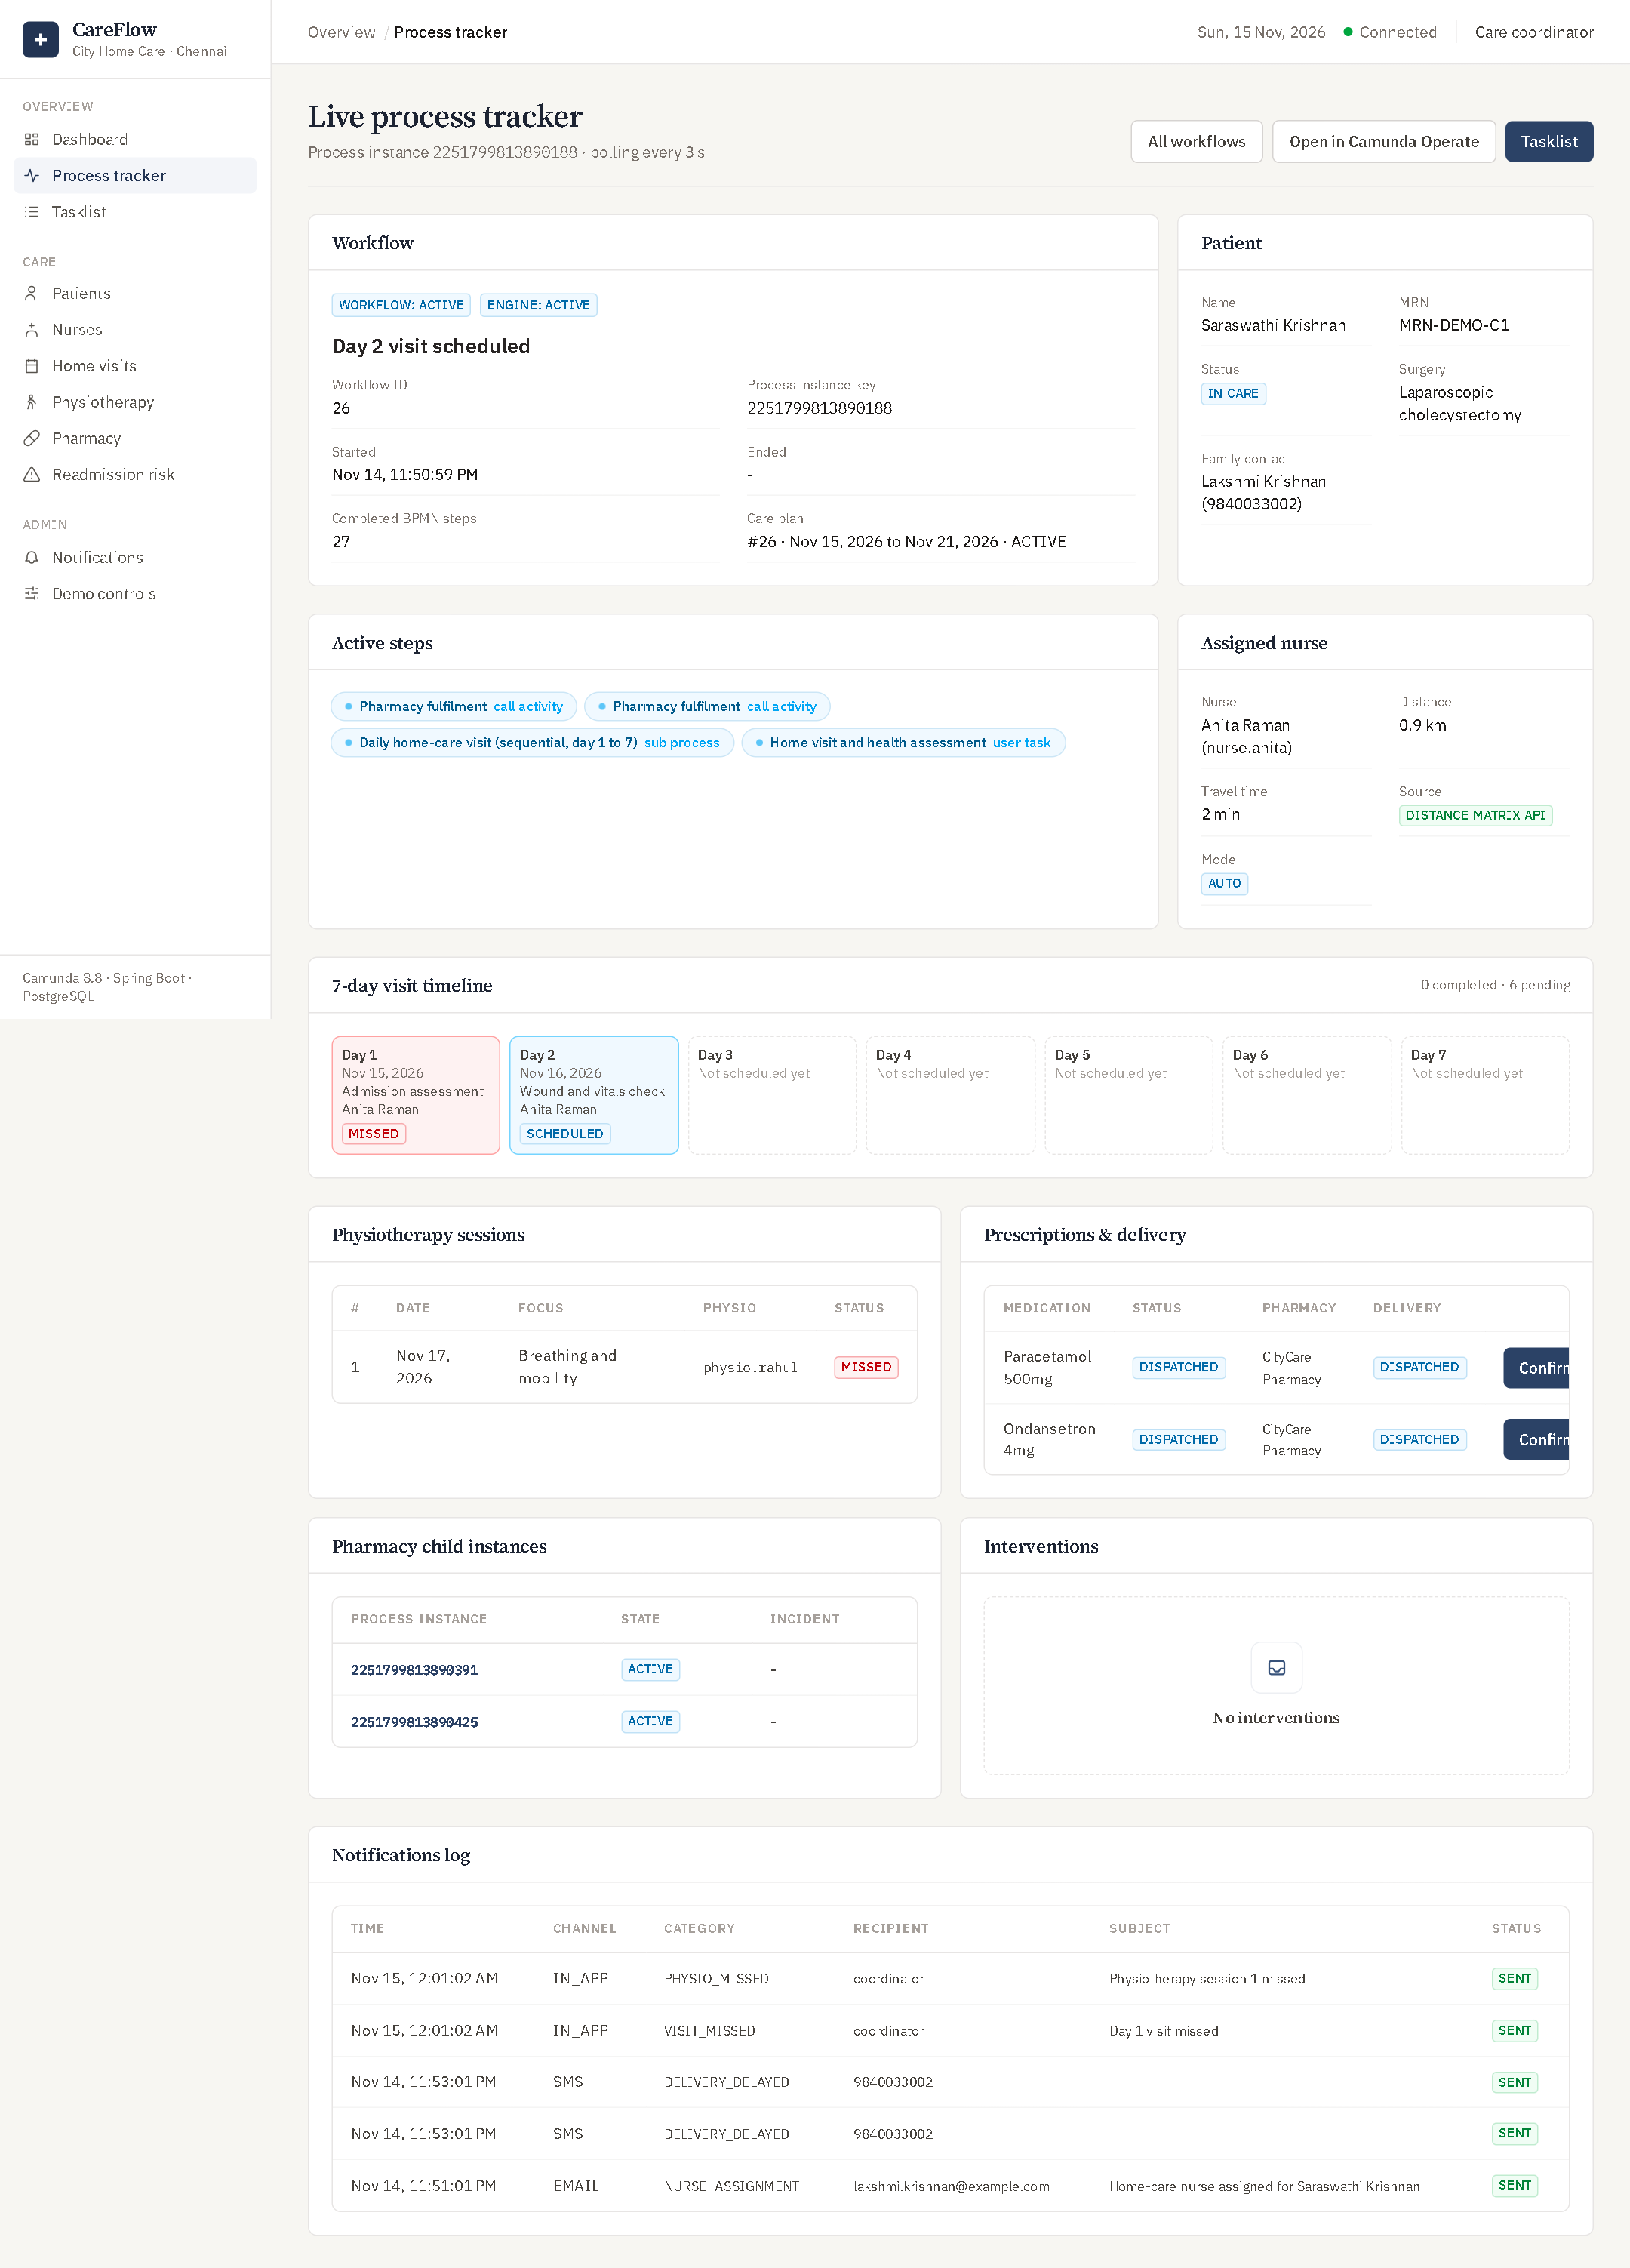 CareFlow
City Home Care · Chennai
OVERVIEW
Dashboard
Process tracker
Tasklist
CARE
Patients
Nurses
Home visits
Physiotherapy
Pharmacy
Readmission risk
ADMIN
Notifications
Demo controls
Camunda 8.8 · Spring Boot ·
PostgreSQL
Overview / Process tracker
Sun, 15 Nov, 2026 Connected Care coordinator
Live process tracker
Process instance 2251799813890188 · polling every 3 s
All workflows Open in Camunda Operate Tasklist
Workflow
WORKFLOW: ACTIVE ENGINE: ACTIVE
Day 2 visit scheduled
Workflow ID Process instance key
26 2251799813890188
Started Ended
Nov 14, 11:50:59 PM -
Completed BPMN steps Care plan
27 #26 · Nov 15, 2026 to Nov 21, 2026 · ACTIVE
Patient
Name MRN
Saraswathi Krishnan MRN-DEMO-C1
Status Surgery
IN CARE Laparoscopic
cholecystectomy
Family contact
Lakshmi Krishnan
(9840033002)
Active steps
Pharmacy fulfilment call activity Pharmacy fulfilment call activity
Daily home-care visit (sequential, day 1 to 7) sub process Home visit and health assessment user task
Assigned nurse
Nurse Distance
Anita Raman 0.9 km
(nurse.anita)
Travel time Source
2 min DISTANCE MATRIX API
Mode
AUTO
7-day visit timeline 0 completed · 6 pending
Day 1
Nov 15, 2026
Admission assessment
Anita Raman
MISSED
Day 2
Nov 16, 2026
Wound and vitals check
Anita Raman
SCHEDULED
Day 3
Not scheduled yet
Day 4
Not scheduled yet
Day 5
Not scheduled yet
Day 6
Not scheduled yet
Day 7
Not scheduled yet
Physiotherapy sessions
# DATE FOCUS PHYSIO STATUS
1 Nov 17, 2026 Breathing and mobility physio.rahul MISSED
Prescriptions & delivery
MEDICATION STATUS PHARMACY DELIVERY
Paracetamol 500mg DISPATCHED CityCare Pharmacy DISPATCHED Confirm
Ondansetron 4mg DISPATCHED CityCare Pharmacy DISPATCHED Confirm
Pharmacy child instances
PROCESS INSTANCE STATE INCIDENT
2251799813890391 ACTIVE -
2251799813890425 ACTIVE -
Interventions
No interventions
Notifications log
TIME CHANNEL CATEGORY RECIPIENT SUBJECT STATUS
Nov 15, 12:01:02 AM IN_APP PHYSIO_MISSED coordinator Physiotherapy session 1 missed SENT
Nov 15, 12:01:02 AM IN_APP VISIT_MISSED coordinator Day 1 visit missed SENT
Nov 14, 11:53:01 PM SMS DELIVERY_DELAYED 9840033002 SENT
Nov 14, 11:53:01 PM SMS DELIVERY_DELAYED 9840033002 SENT
Nov 14, 11:51:01 PM EMAIL NURSE_ASSIGNMENT lakshmi.krishnan@example.com Home-care nurse assigned for Saraswathi Krishnan SENT